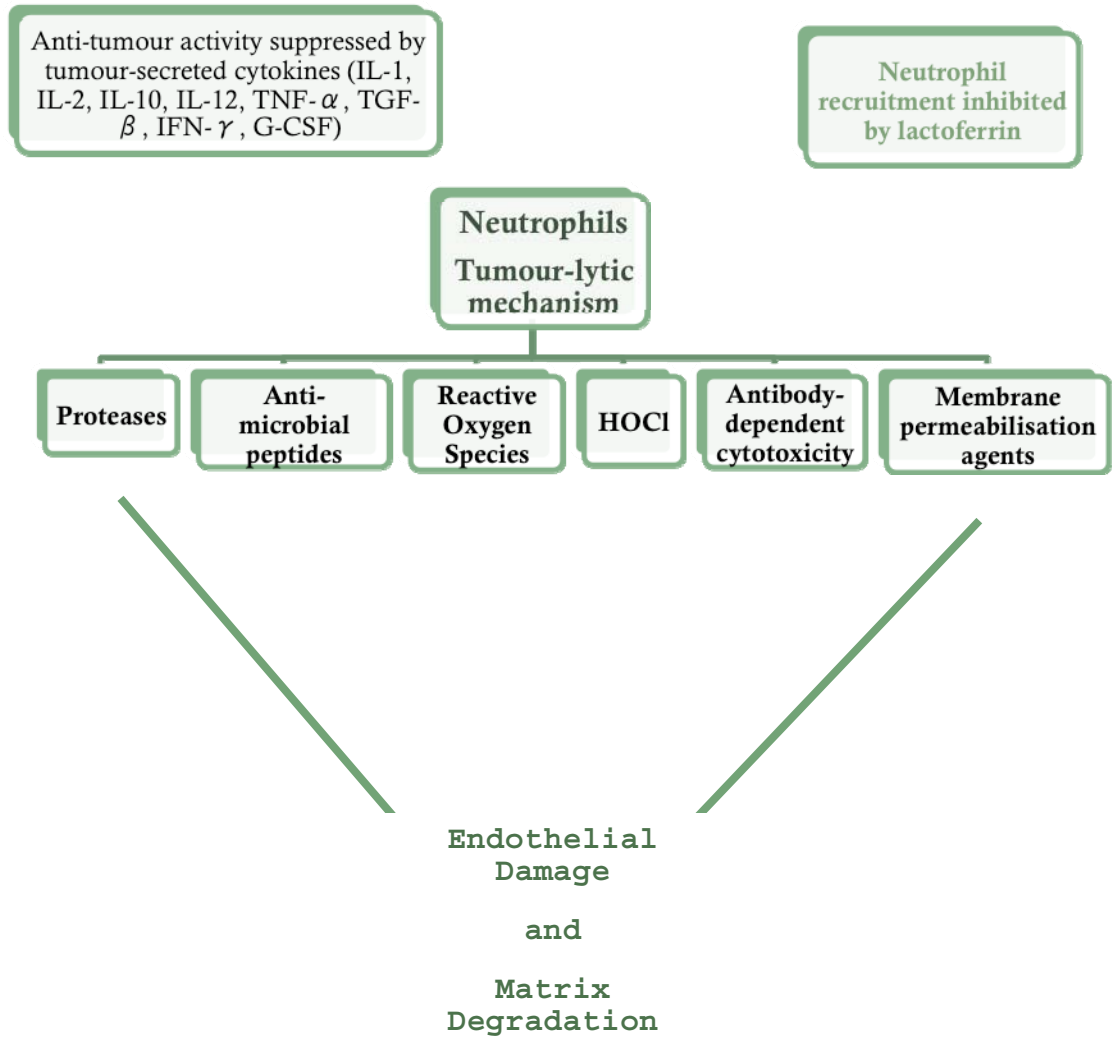 Anti-tumour activity suppressed by
tumour-secreted cytokines (IL-1,
IL-2, IL-10, IL-12, TNF-α, TGF-
β, IFN-γ, G-CSF)
Neutrophil
recruitment inhibited
by lactoferrin
Neutrophils
Tumour-lytic
mechanism
Proteases
Anti-
microbial
peptides
Reactive
Oxygen
Species
HOCl
Antibody-
dependent
cytotoxicity
Membrane
permeabilisation
agents
Endothelial
Damage
and
Matrix
Degradation